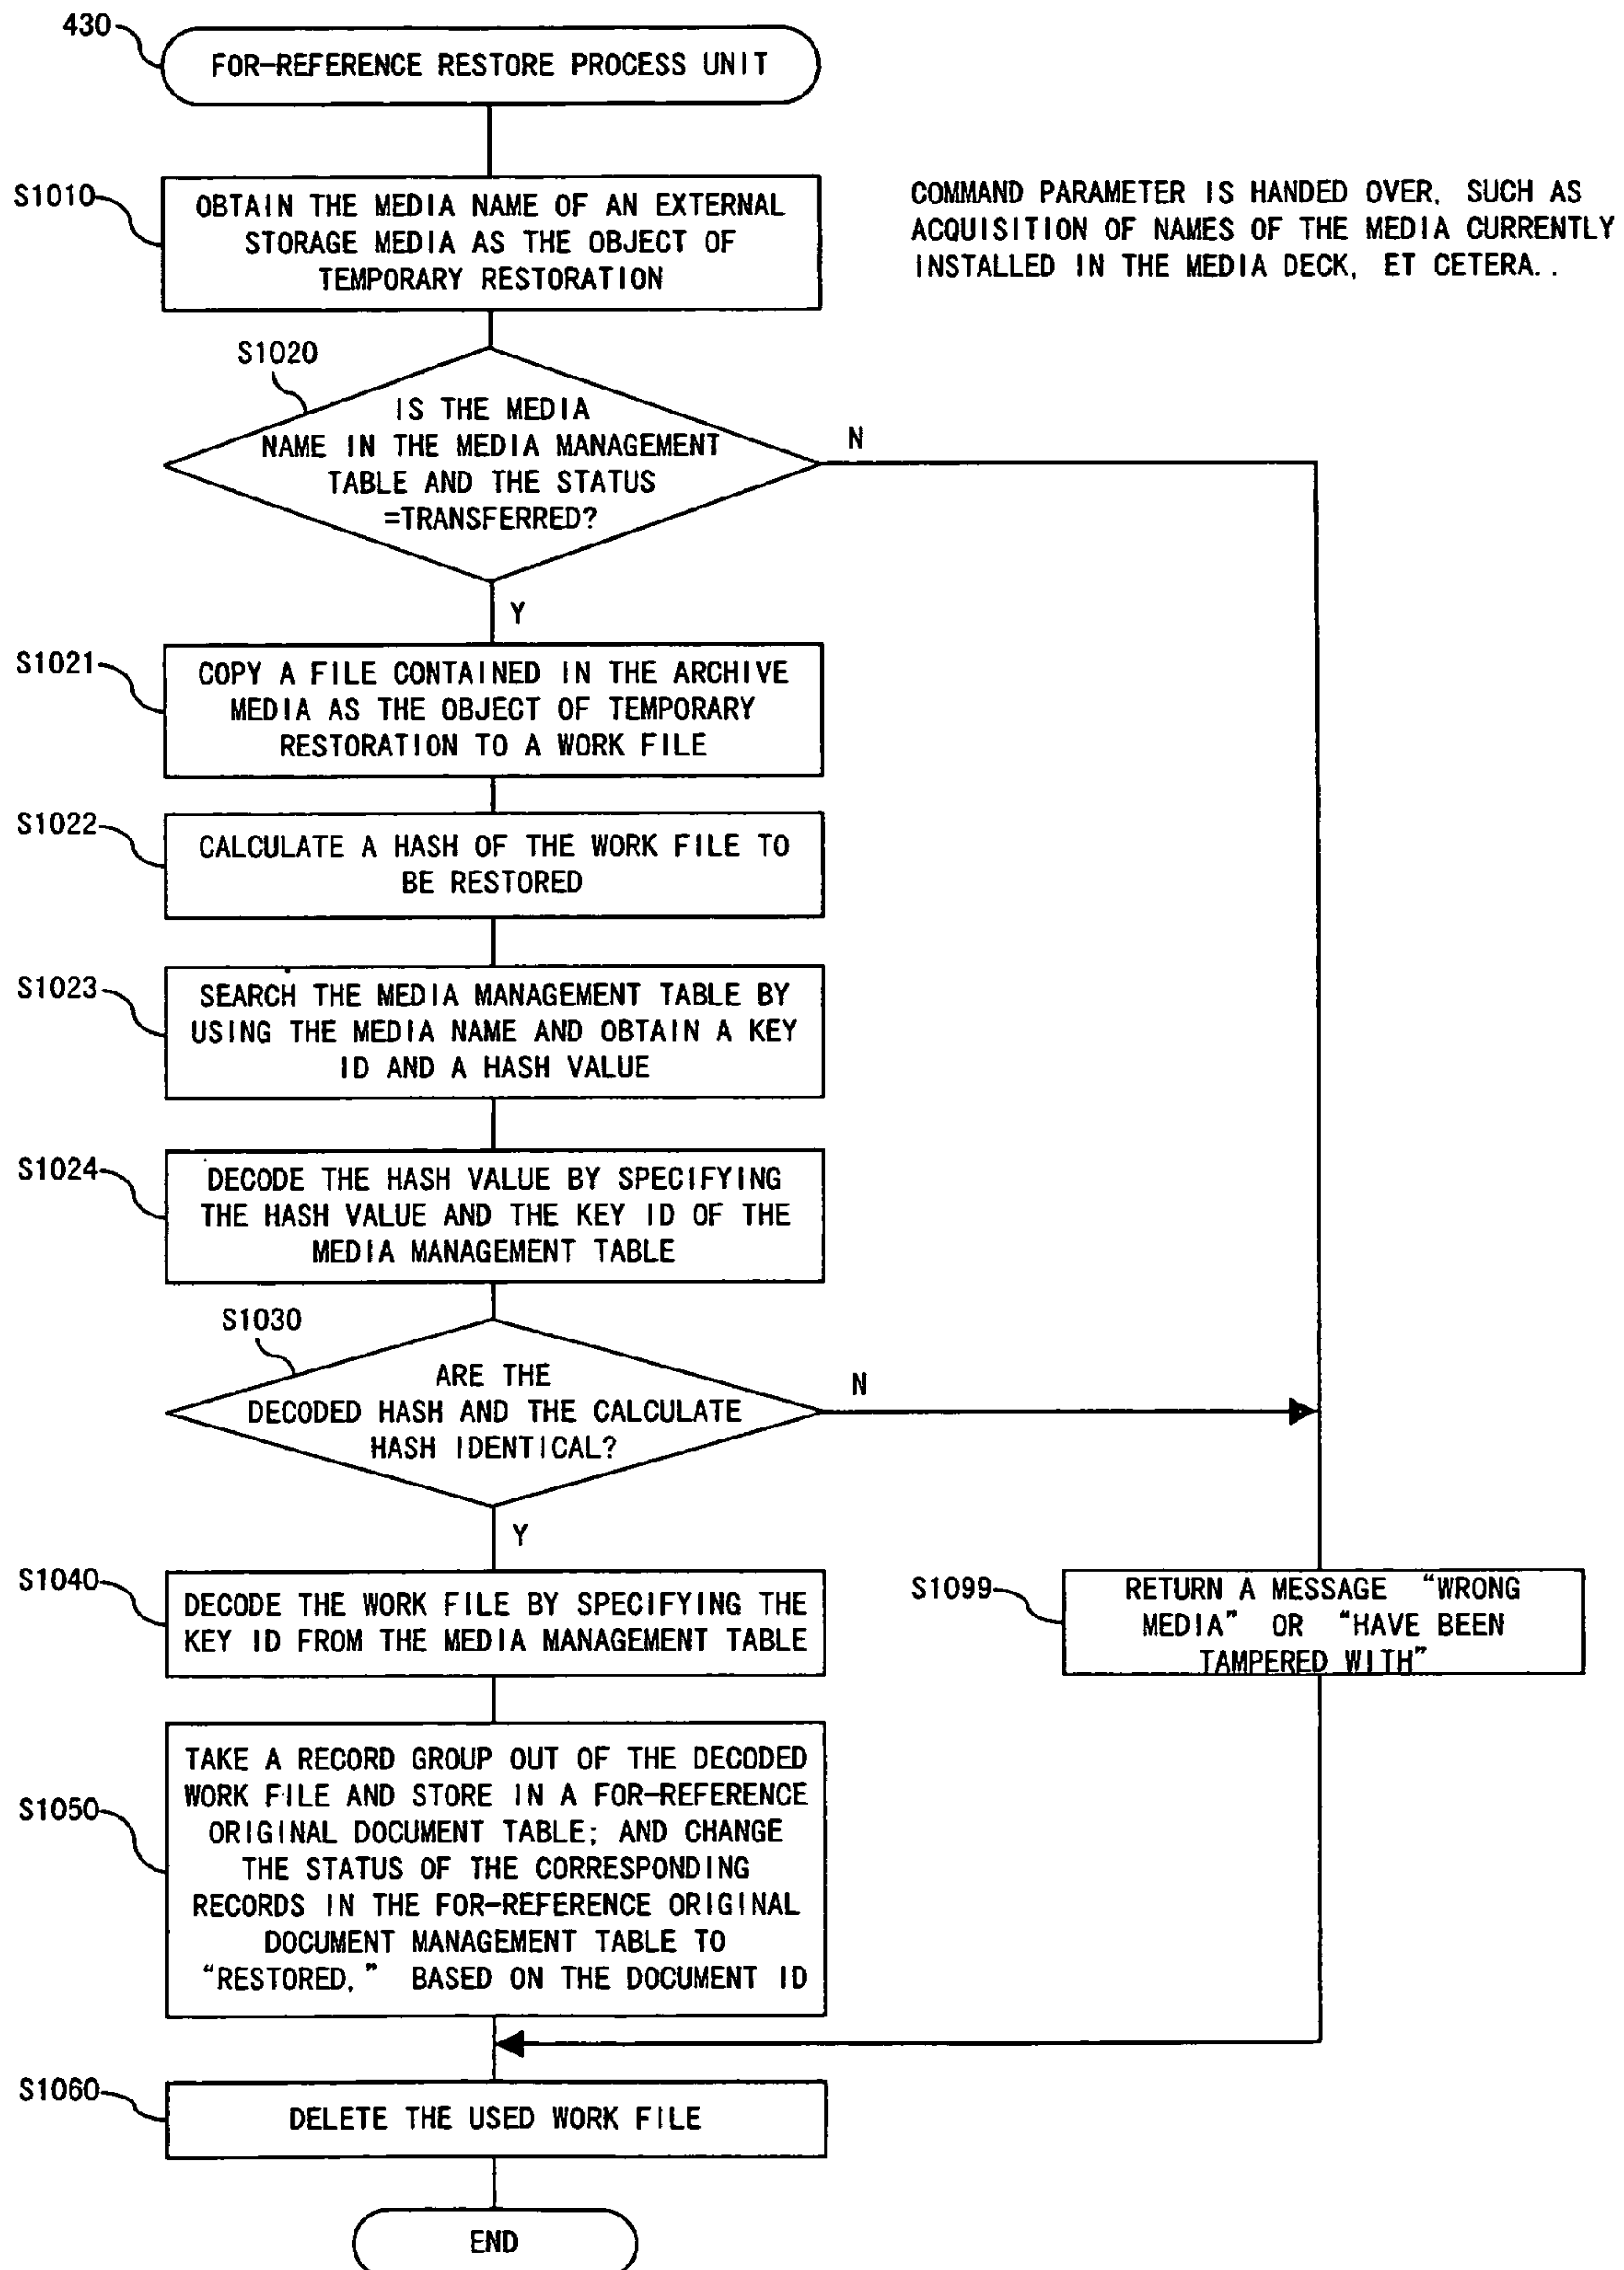 430
FOR-REFERENCE RESTORE PROCESS UNIT
S1010
OBTAIN THE MEDIA NAME OF AN EXTERNAL
STORAGE MEDIA AS THE OBJECT OF
TEMPORARY RESTORATION
COMMAND PARAMETER IS HANDED OVER, SUCH AS
ACQUISITION OF NAMES OF THE MEDIA CURRENTLY
INSTALLED IN THE MEDIA DECK, ET CETERA..
S1020
IS THE MEDIA
NAME IN THE MEDIA MANAGEMENT
TABLE AND THE STATUS
=TRANSFERRED?
N
Y
S1021
COPY A FILE CONTAINED IN THE ARCHIVE
MEDIA AS THE OBJECT OF TEMPORARY
RESTORATION TO A WORK FILE
S1022
CALCULATE A HASH OF THE WORK FILE TO
BE RESTORED
S1023
SEARCH THE MEDIA MANAGEMENT TABLE BY
USING THE MEDIA NAME AND OBTAIN A KEY
ID AND A HASH VALUE
S1024
DECODE THE HASH VALUE BY SPECIFYING
THE HASH VALUE AND THE KEY ID OF THE
MEDIA MANAGEMENT TABLE
S1030
ARE THE
DECODED HASH AND THE CALCULATE
HASH IDENTICAL?
N
Y
S1040
DECODE THE WORK FILE BY SPECIFYING THE
KEY ID FROM THE MEDIA MANAGEMENT TABLE
S1099
RETURN A MESSAGE “WRONG
MEDIA” OR “HAVE BEEN
TAMPERED WITH”
S1050
TAKE A RECORD GROUP OUT OF THE DECODED
WORK FILE AND STORE IN A FOR-REFERENCE
ORIGINAL DOCUMENT TABLE; AND CHANGE
THE STATUS OF THE CORRESPONDING
RECORDS IN THE FOR-REFERENCE ORIGINAL
DOCUMENT MANAGEMENT TABLE TO
“RESTORED,” BASED ON THE DOCUMENT ID
S1060
DELETE THE USED WORK FILE
END